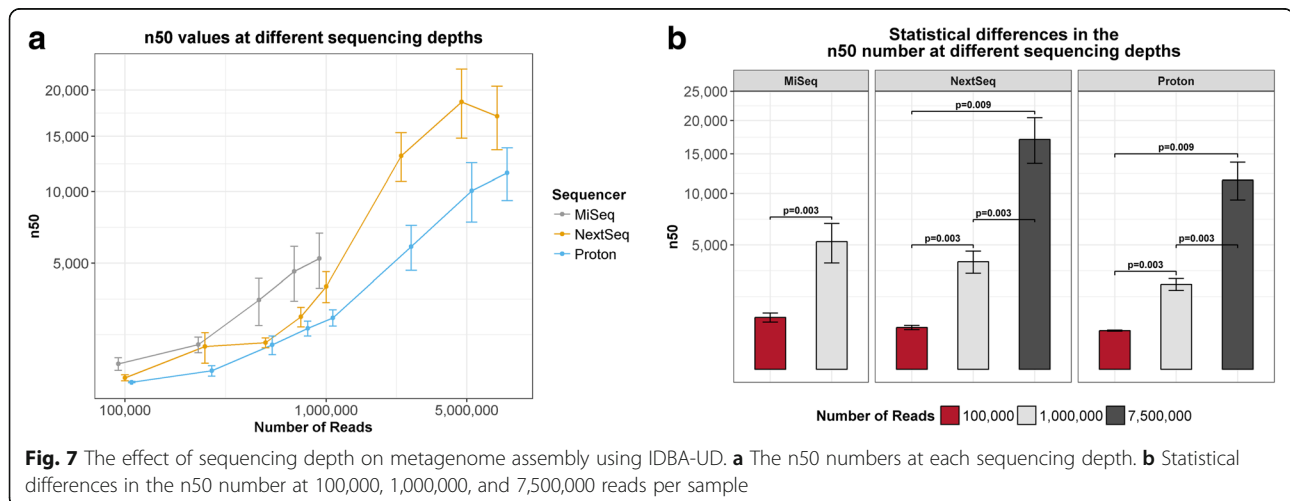 a
n50 values at different sequencing depths
n50
20,000
15,000
10,000
5,000
100,000
1,000,000
5,000,000
Number of Reads
Sequencer
MiSeq
NextSeq
Proton
b
Statistical differences in the
n50 number at different sequencing depths
MiSeq
NextSeq
Proton
n50
25,000
20,000
15,000
10,000
5,000
p=0.003
p=0.009
p=0.003
p=0.003
p=0.009
p=0.003
p=0.003
Number of Reads 100,000 1,000,000 7,500,000
Fig. 7 The effect of sequencing depth on metagenome assembly using IDBA-UD. a The n50 numbers at each sequencing depth. b Statistical
differences in the n50 number at 100,000, 1,000,000, and 7,500,000 reads per sample